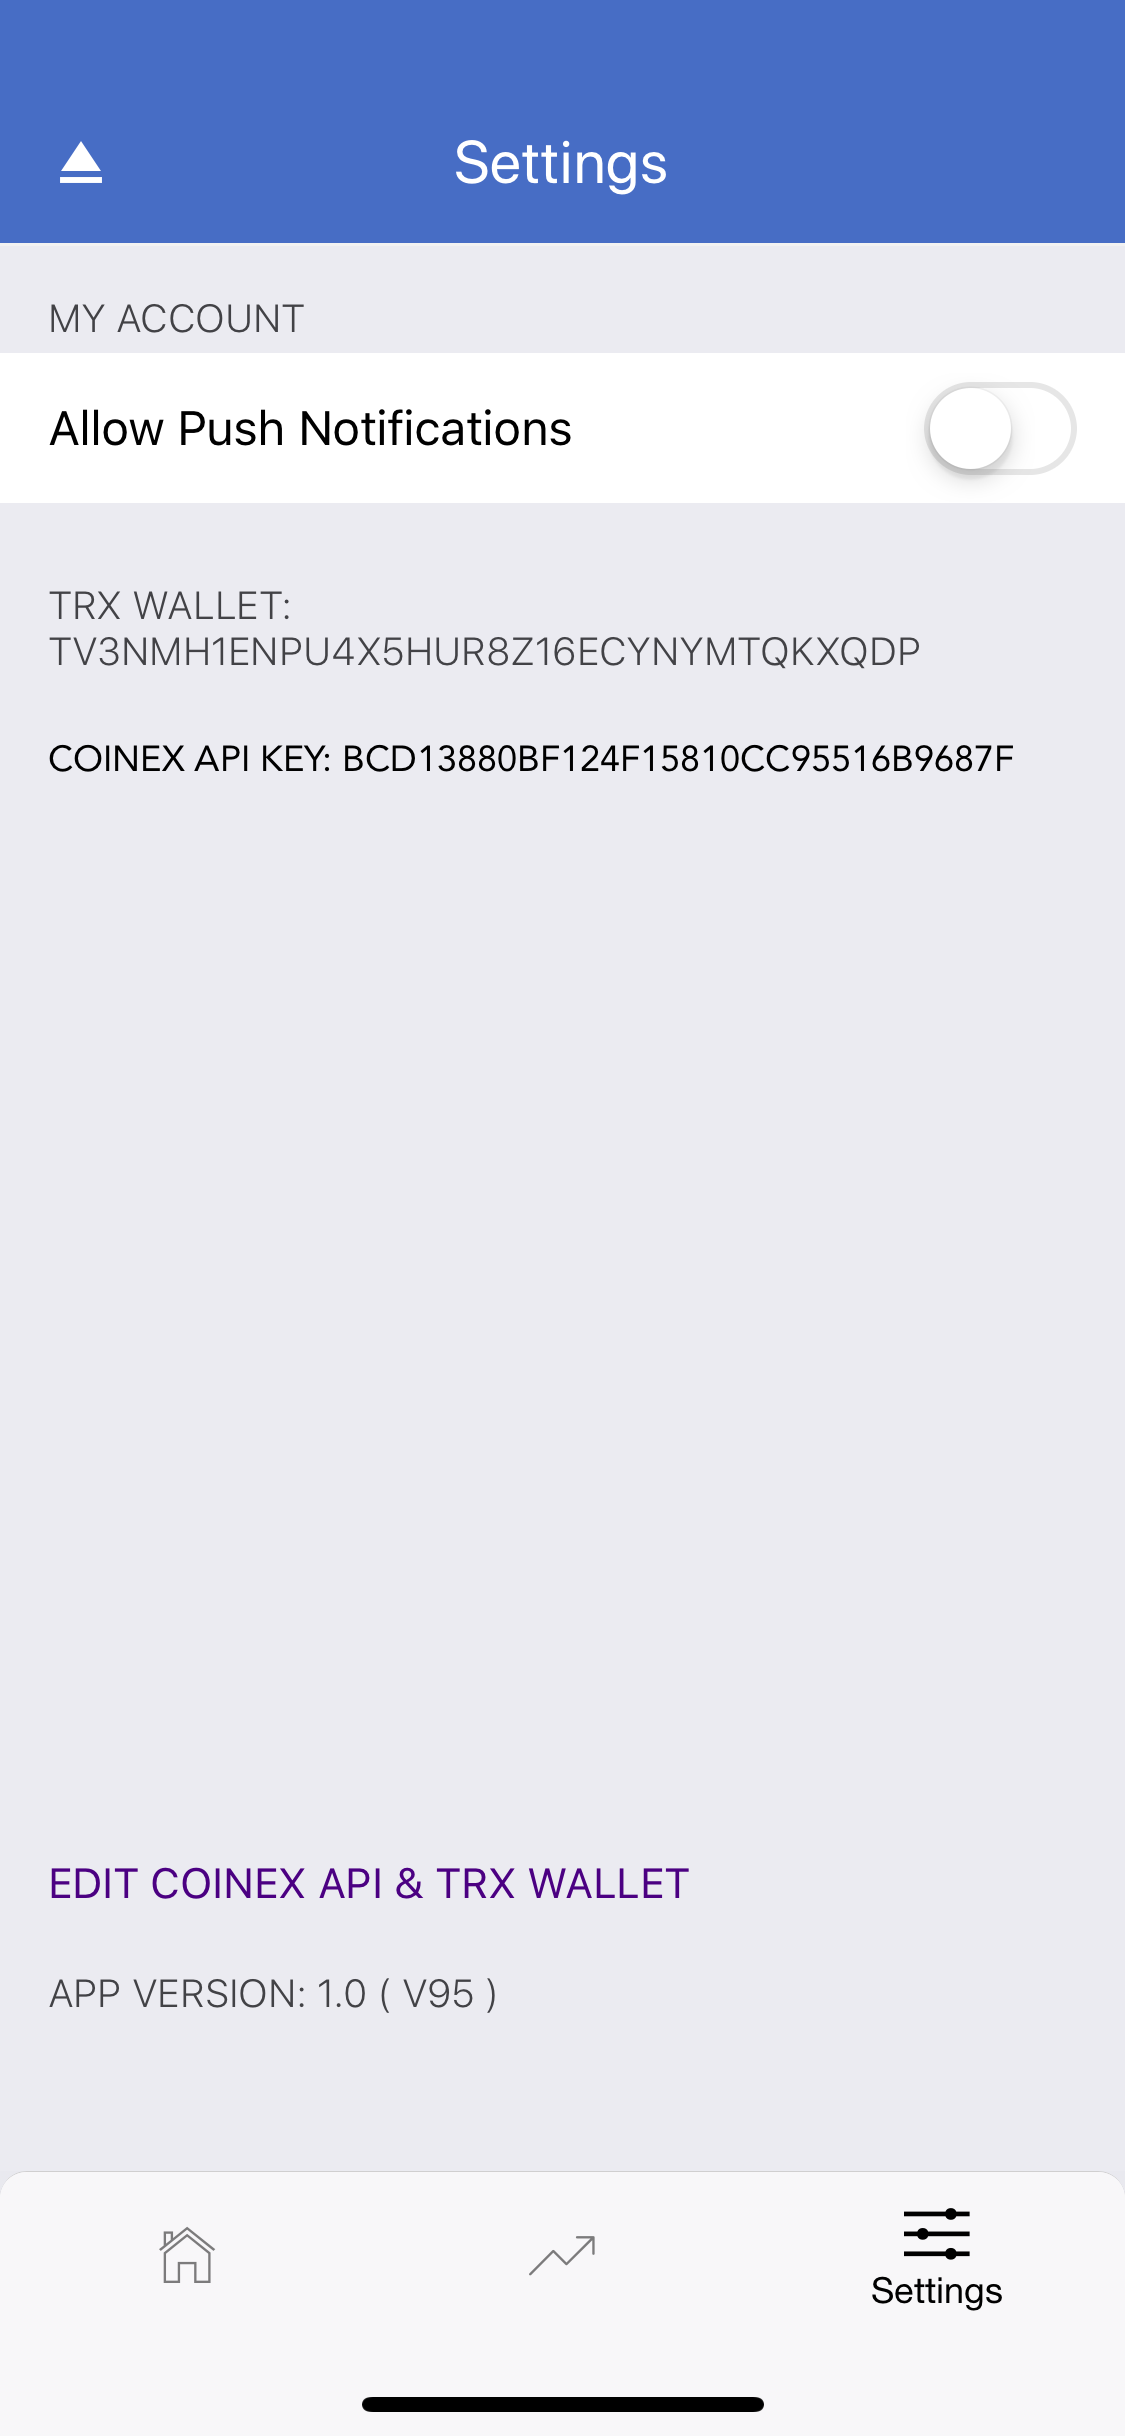 Settings
MY ACCOUNT
Allow Push Notifications
TRX WALLET:
TV3NMH1ENPU4X5HUR8Z16ECYNYMTQKXQDP
COINEX API KEY: BCD13880BF124F15810CC95516B9687F
EDIT COINEX API & TRX WALLET
APP VERSION: 1.0 ( V95 )
Settings